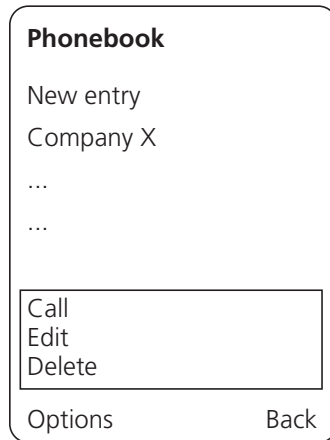 Phonebook
New entry
Company X
...
...
Call
Edit
Delete
Options Back